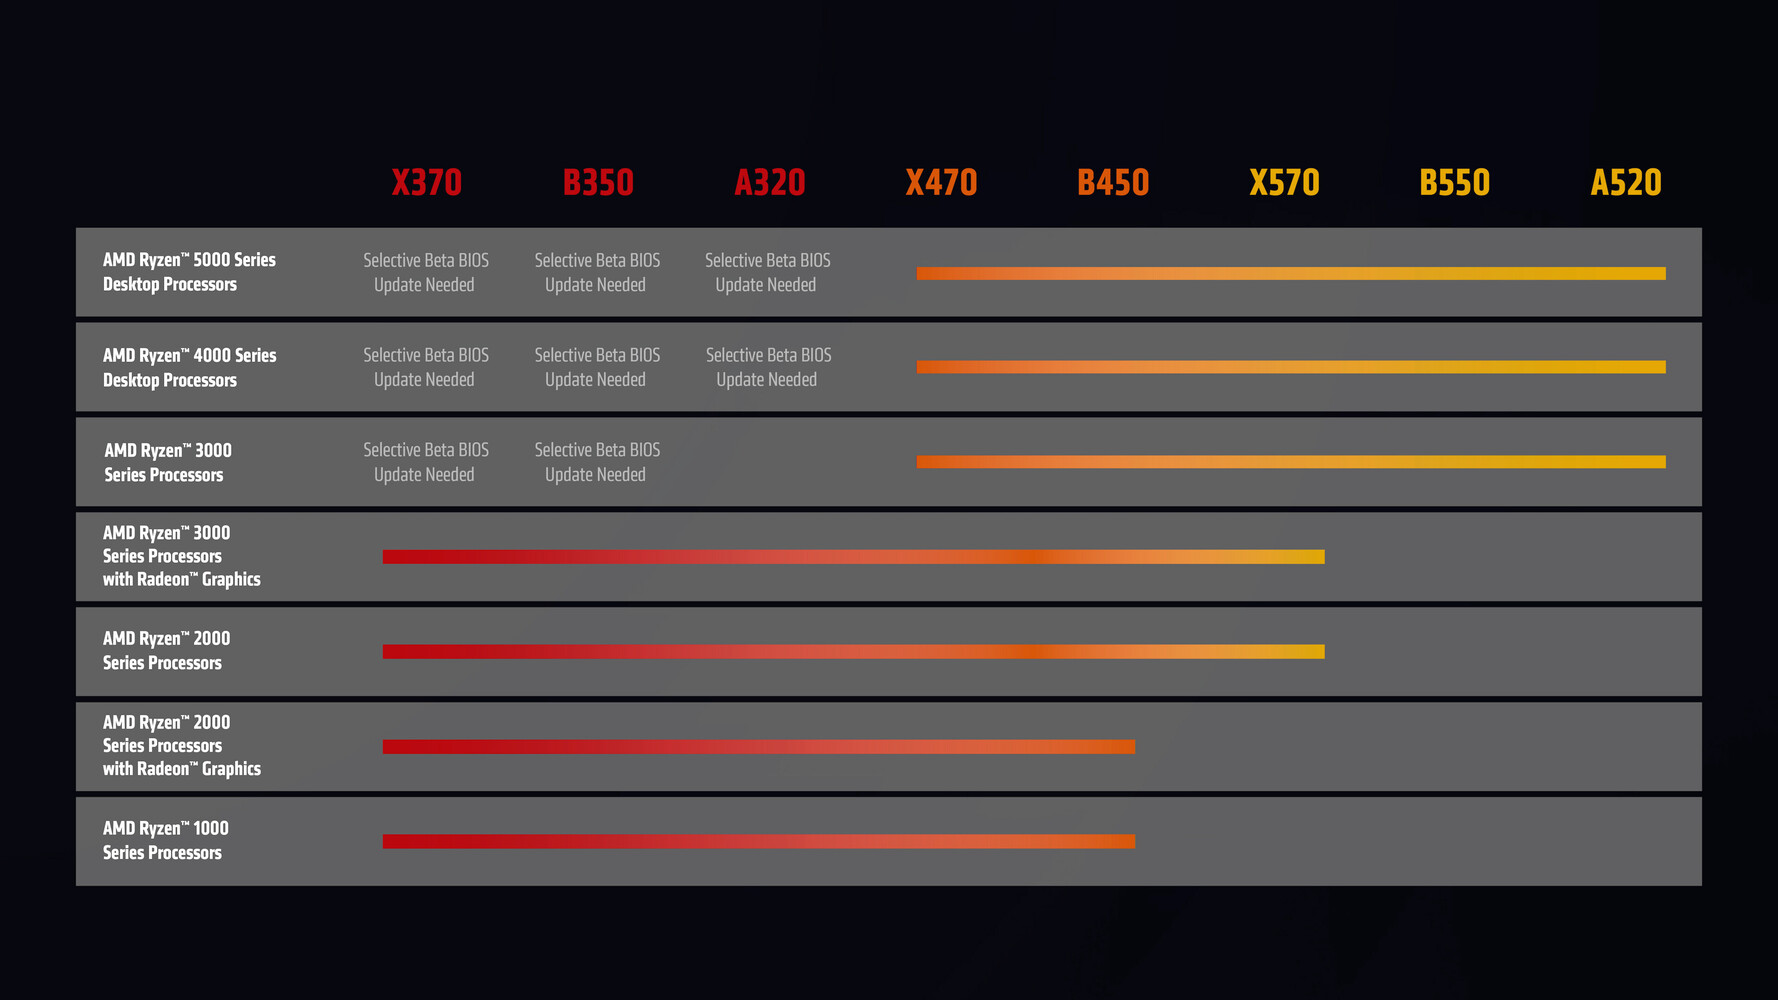 X370 B350 A320 X470 B450 X570 B550 A520
AMD Ryzen™ 5000 Series
Desktop Processors
Selective Beta BIOS
Update Needed
Selective Beta BIOS
Update Needed
Selective Beta BIOS
Update Needed
AMD Ryzen™ 4000 Series
Desktop Processors
Selective Beta BIOS
Update Needed
Selective Beta BIOS
Update Needed
Selective Beta BIOS
Update Needed
AMD Ryzen™ 3000
Series Processors
Selective Beta BIOS
Update Needed
Selective Beta BIOS
Update Needed
AMD Ryzen™ 3000
Series Processors
with Radeon™ Graphics
AMD Ryzen™ 2000
Series Processors
AMD Ryzen™ 2000
Series Processors
with Radeon™ Graphics
AMD Ryzen™ 1000
Series Processors